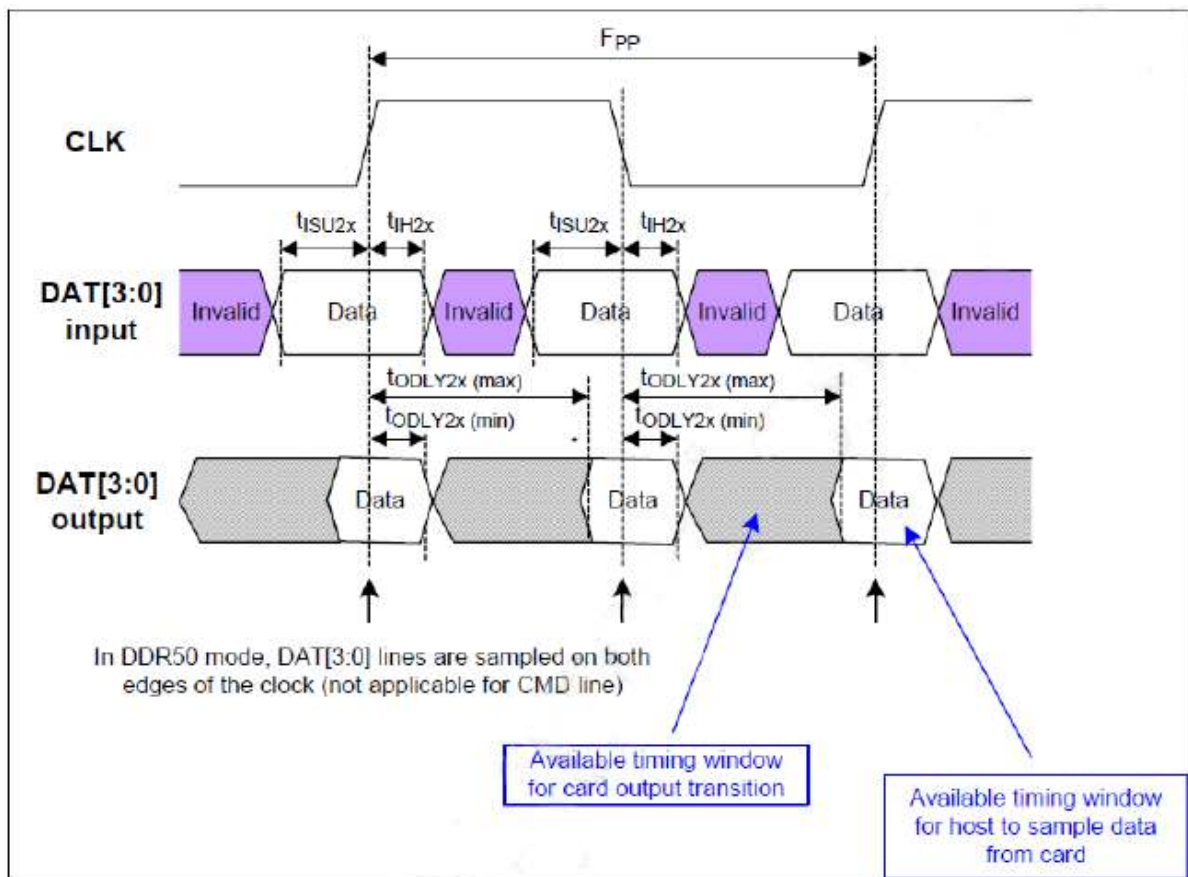 FPP
CLK
tISU2x tIH2x tISU2x tIH2x
DAT[3:0]
input
Invalid Data Invalid Data Invalid Data Invalid
tODLY2x (max) tODLY2x (max)
tODLY2x (min) tODLY2x (min)
DAT[3:0]
output
Data Data Data
In DDR50 mode, DAT[3:0] lines are sampled on both
edges of the clock (not applicable for CMD line)
Available timing window
for card output transition
Available timing window
for host to sample data
from card